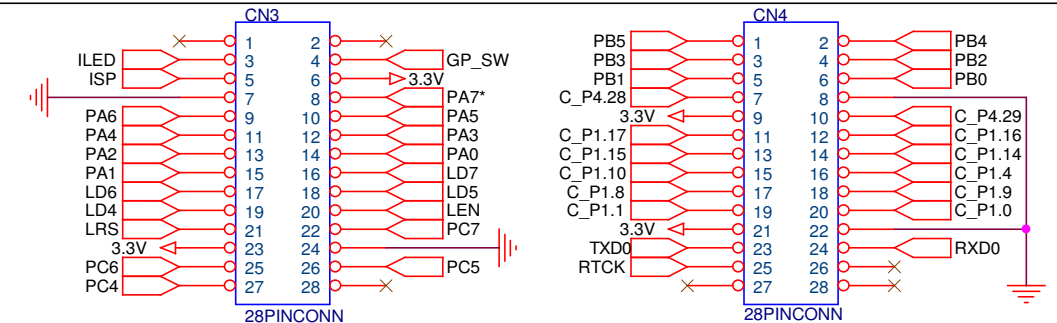 CN3 CN4
1 2 PB5 1 2 PB4
ILED 3 4 GP_SW PB3 3 4 PB2
ISP 5 6 3.3V PB1 5 6 PB0
7 8 PA7* C_P4.28 7 8
PA6 9 10 PA5 3.3V 9 10 C_P4.29
PA4 11 12 PA3 C_P1.17 11 12 C_P1.16
PA2 13 14 PA0 C_P1.15 13 14 C_P1.14
PA1 15 16 LD7 C_P1.10 15 16 C_P1.4
LD6 17 18 LD5 C_P1.8 17 18 C_P1.9
LD4 19 20 LEN C_P1.1 19 20 C_P1.0
LRS 21 22 PC7 3.3V 21 22
3.3V 23 24 TXD0 23 24 RXD0
PC6 25 26 PC5 RTCK 25 26
PC4 27 28 27 28
28PINCONN 28PINCONN